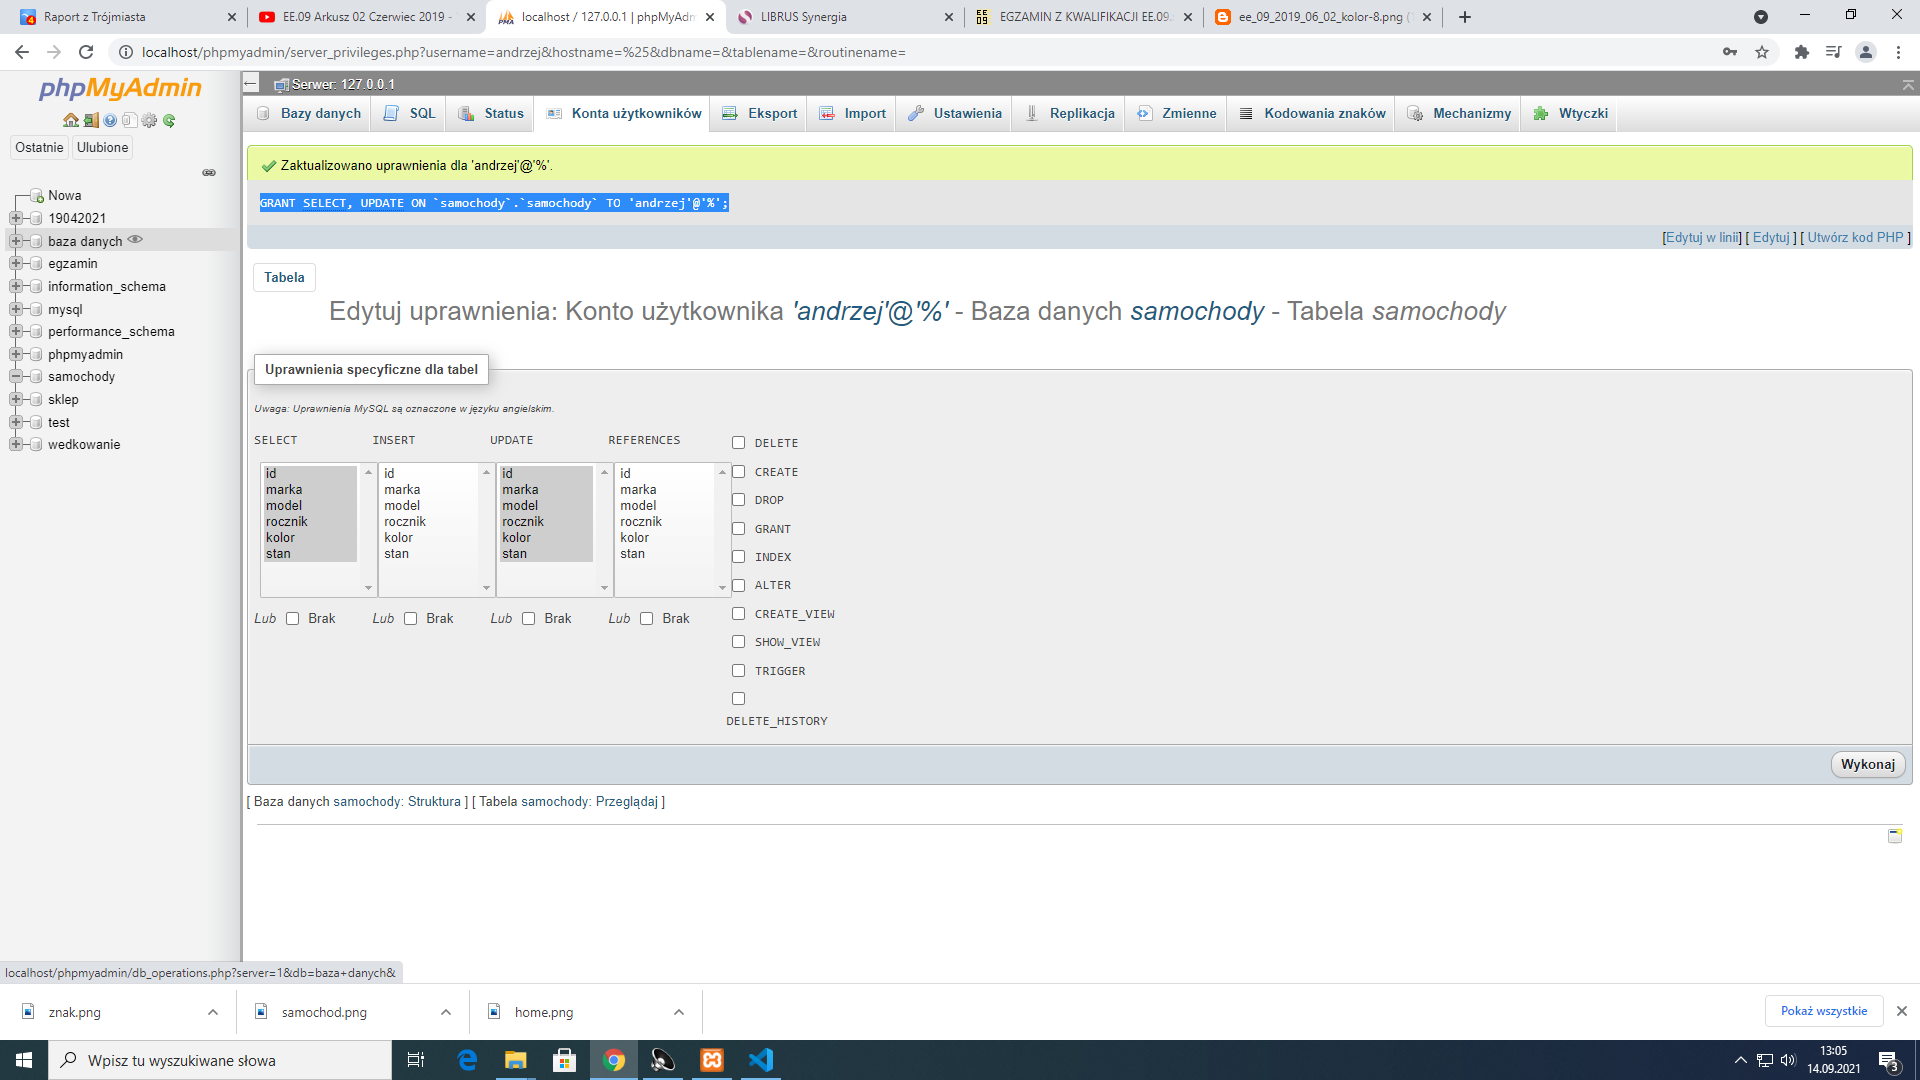 Raport z Trójmiasta
EE.09 Arkusz 02 Czerwiec 2019 -
localhost / 127.0.0.1 | phpMyAdm
LIBRUS Synergia
EGZAMIN Z KWALIFIKACJI EE.09
ee_09_2019_06_02_kolor-8.png (
localhost/phpmyadmin/server_privileges.php?username=andrzej&hostname=%25&dbname=&tablename=&routinename=
phpMyAdmin
Ostatnie
Ulubione
Nowa
19042021
baza danych
egzamin
information_schema
mysql
performance_schema
phpmyadmin
samochody
sklep
test
wedkowanie
Serwer: 127.0.0.1
Bazy danych
SQL
Status
Konta użytkowników
Eksport
Import
Ustawienia
Replikacja
Zmienne
Kodowania znaków
Mechanizmy
Wtyczki
Zaktualizowano uprawnienia dla 'andrzej'@'%'.
GRANT SELECT, UPDATE ON `samochody`.`samochody` TO 'andrzej'@'%';
[Edytuj w linii] [ Edytuj ] [ Utwórz kod PHP ]
Tabela
Edytuj uprawnienia: Konto użytkownika 'andrzej'@'%' - Baza danych samochody - Tabela samochody
Uprawnienia specyficzne dla tabel
Uwaga: Uprawnienia MySQL są oznaczone w języku angielskim.
SELECT
id
marka
model
rocznik
kolor
stan
Lub Brak
INSERT
id
marka
model
rocznik
kolor
stan
Lub Brak
UPDATE
id
marka
model
rocznik
kolor
stan
Lub Brak
REFERENCES
id
marka
model
rocznik
kolor
stan
Lub Brak
DELETE
CREATE
DROP
GRANT
INDEX
ALTER
CREATE_VIEW
SHOW_VIEW
TRIGGER
DELETE_HISTORY
Wykonaj
[ Baza danych samochody: Struktura ] [ Tabela samochody: Przeglądaj ]
localhost/phpmyadmin/db_operations.php?server=1&db=baza+danych&
znak.png
samochod.png
home.png
Pokaż wszystkie
Wpisz tu wyszukiwane słowa
13:05
14.09.2021
3